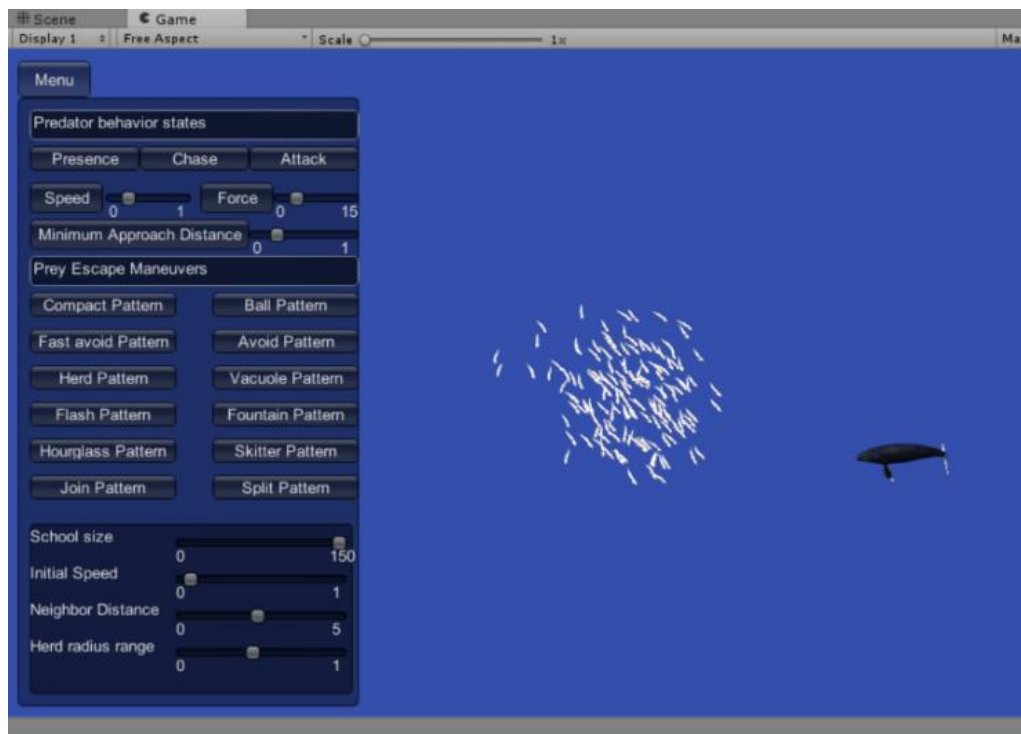 Scene Game
Display 1 Free Aspect Scale 1x Ma
Menu
Predator behavior states
Presence Chase Attack
Speed 0 1 Force 0 15
Minimum Approach Distance 0 1
Prey Escape Maneuvers
Compact Pattern Ball Pattern
Fast avoid Pattern Avoid Pattern
Herd Pattern Vacuole Pattern
Flash Pattern Fountain Pattern
Hourglass Pattern Skitter Pattern
Join Pattern Split Pattern
School size
0 150
Initial Speed
0 1
Neighbor Distance
0 5
Herd radius range
0 1